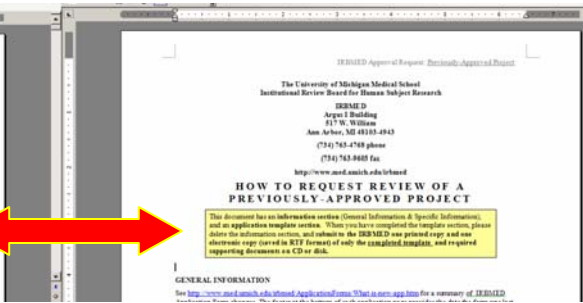 IRBMED Approval Request: Previously-Approved Project
The University of Michigan Medical School
Institutional Review Board for Human Subject Research
IRBMED
Argus I Building
517 W. William
Ann Arbor, MI 48103-4943
(734) 763-4768 phone
(734) 763-9603 fax
http://www.med.umich.edu/irbmed
HOW TO REQUEST REVIEW OF A
PREVIOUSLY-APPROVED PROJECT
This document has an information section (General Information & Specific Information),
and an application template section. When you have completed the template section, please
delete the information section, and submit to the IRBMED one printed copy and one
electronic copy (saved in RTF format) of only the completed template, and required
supporting documents on CD or disk.
GENERAL INFORMATION
See http://www.med.umich.edu/irbmed/ApplicationForms/What-is-new-app.htm for a summary of IRBMED